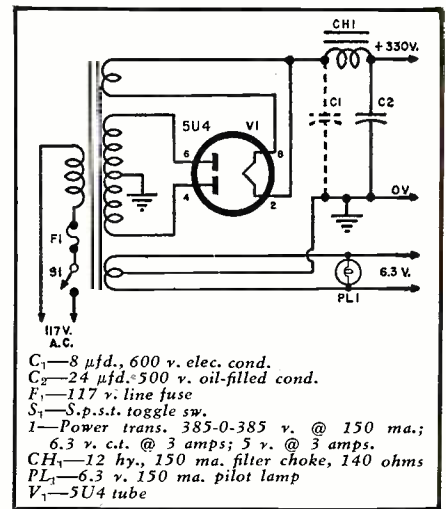 CH1
+330V.
5U4
V1
C1
C2
6
8
4
2
0V
F1
S1
6.3 V.
PL1
117V.
A.C.
C₁—8 µfd., 600 v. elec. cond.
C₂—24 µfd. 500 v. oil-filled cond.
F₁—117 v. line fuse
S₁—S.p.s.t. toggle sw.
1—Power trans. 385-0-385 v. @ 150 ma.;
6.3 v. c.t. @ 3 amps; 5 v. @ 3 amps.
CH₁—12 hy., 150 ma. filter choke, 140 ohms
PL₁—6.3 v. 150 ma. pilot lamp
V₁—5U4 tube